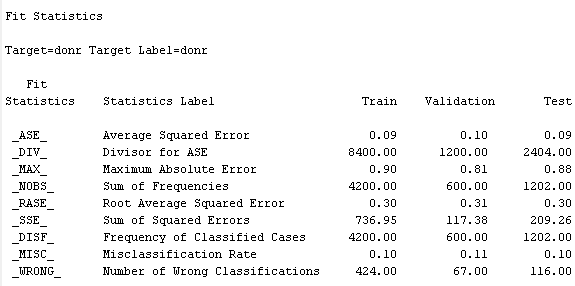 Fit Statistics
Target=donr Target Label=donr
Fit
Statistics Statistics Label Train Validation Test
_ASE_ Average Squared Error 0.09 0.10 0.09
_DIV_ Divisor for ASE 8400.00 1200.00 2404.00
_MAX_ Maximum Absolute Error 0.90 0.81 0.88
_NOBS_ Sum of Frequencies 4200.00 600.00 1202.00
_RASE_ Root Average Squared Error 0.30 0.31 0.30
_SSE_ Sum of Squared Errors 736.95 117.38 209.26
_DISF_ Frequency of Classified Cases 4200.00 600.00 1202.00
_MISC_ Misclassification Rate 0.10 0.11 0.10
_WRONG_ Number of Wrong Classifications 424.00 67.00 116.00